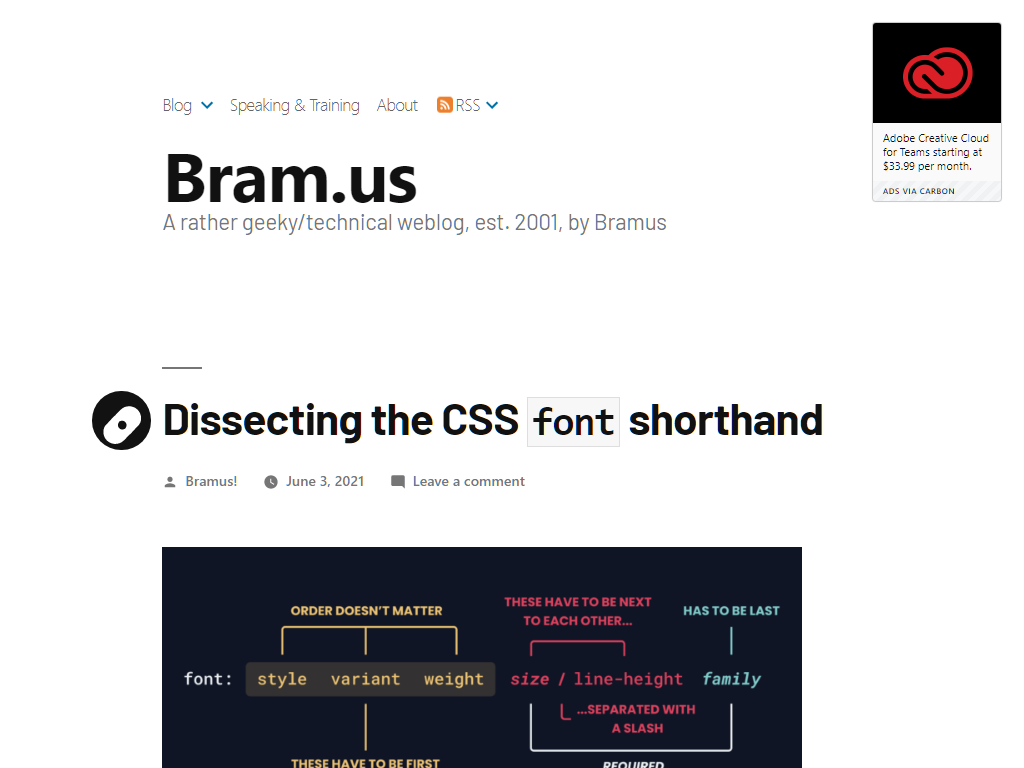 Blog Speaking & Training About RSS
Bram.us
A rather geeky/technical weblog, est. 2001, by Bramus
Adobe Creative Cloud
for Teams starting at
$33.99 per month.
ADS VIA CARBON
Dissecting the CSS font shorthand
Bramus! June 3, 2021 Leave a comment
ORDER DOESN'T MATTER
THESE HAVE TO BE NEXT
TO EACH OTHER...
HAS TO BE LAST
font: style variant weight size / line-height family
...SEPARATED WITH
A SLASH
THESE HAVE TO BE FIRST
REQUIRED